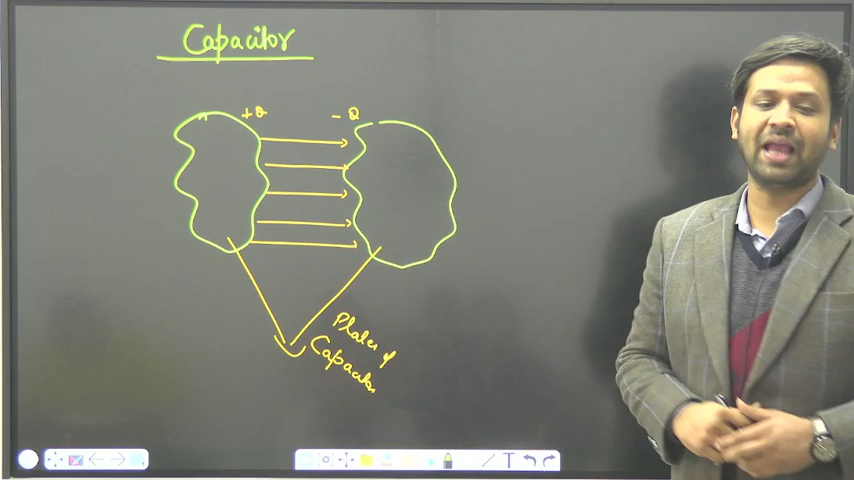 Capacitor
+Q
- Q
Plates of
Capacitor
T